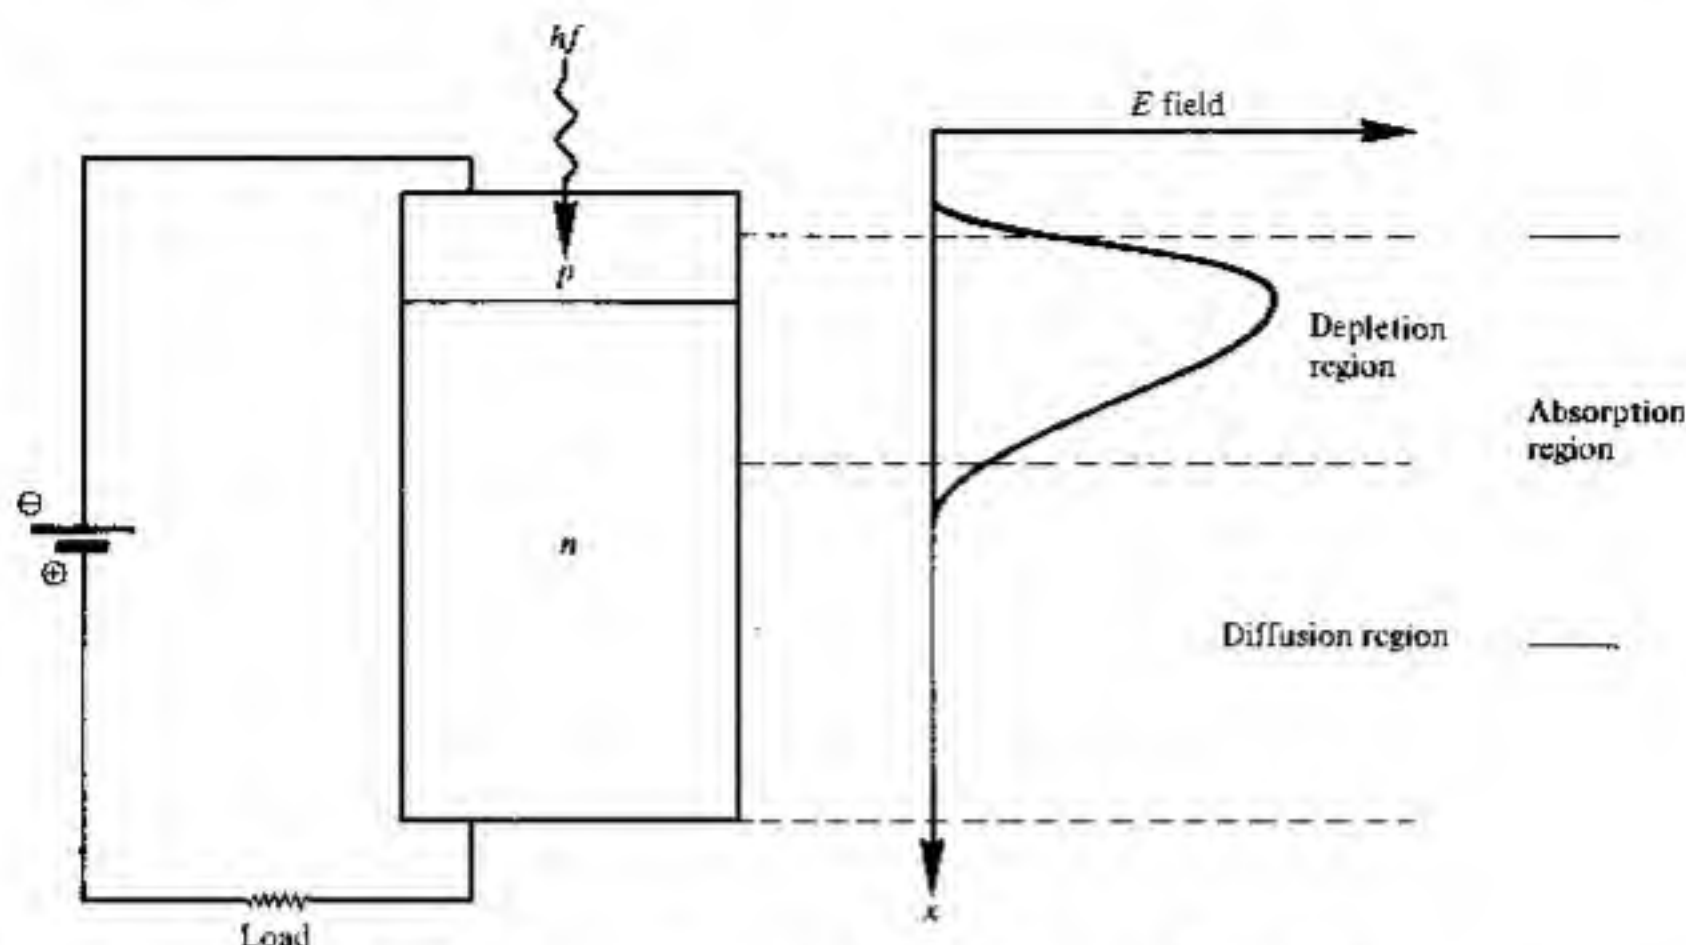 hf
E field
p
Depletion
region
Absorption
region
⊖
n
⊕
Diffusion region
x
Load